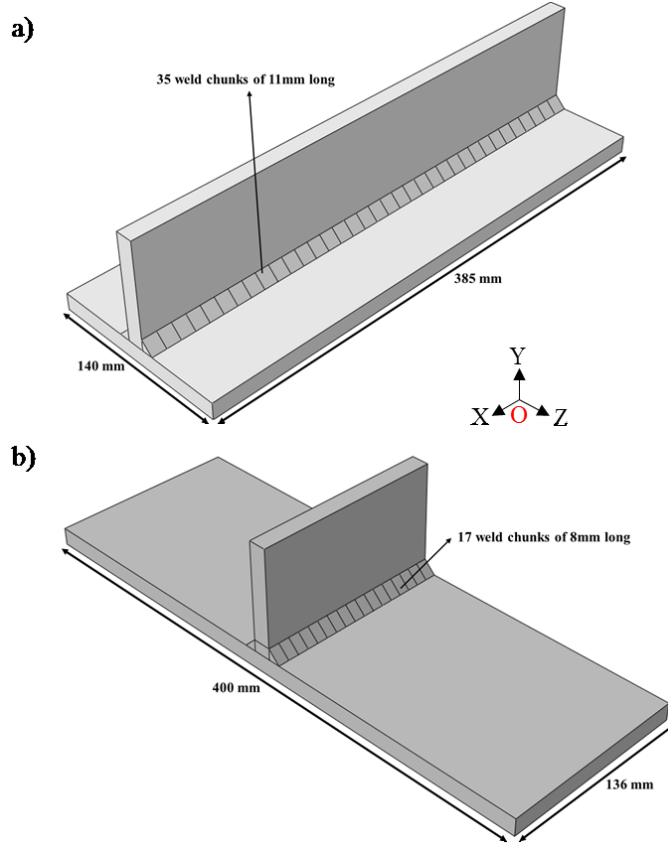 a)
35 weld chunks of 11mm long
385 mm
140 mm
Y
X O Z
b)
17 weld chunks of 8mm long
400 mm
136 mm